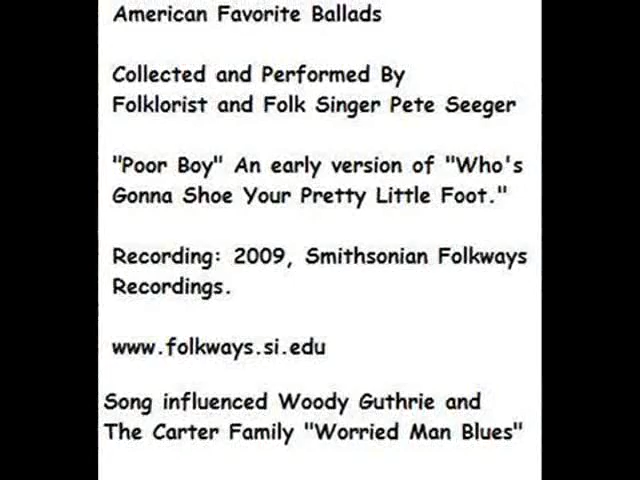 American Favorite Ballads
Collected and Performed By
Folklorist and Folk Singer Pete Seeger
"Poor Boy" An early version of "Who's
Gonna Shoe Your Pretty Little Foot."
Recording: 2009, Smithsonian Folkways
Recordings.
www.folkways.si.edu
Song influenced Woody Guthrie and
The Carter Family "Worried Man Blues"